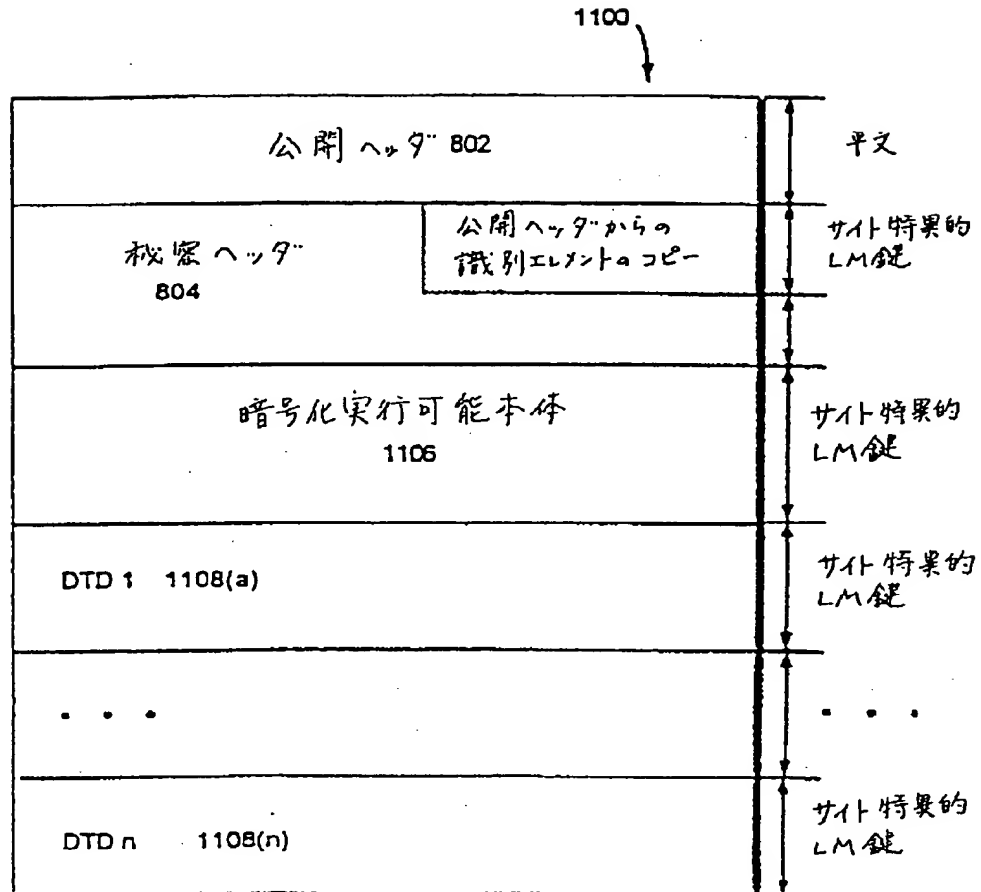 1100
公開ヘッダ 802
平文
秘密ヘッダ
804
公開ヘッダからの
識別エレメントのコピー
サイト特異的
LM鍵
暗号化実行可能本体
1106
サイト特異的
LM鍵
DTD 1 1108(a)
サイト特異的
LM鍵
• • •
• • •
DTD n 1108(n)
サイト特異的
LM鍵